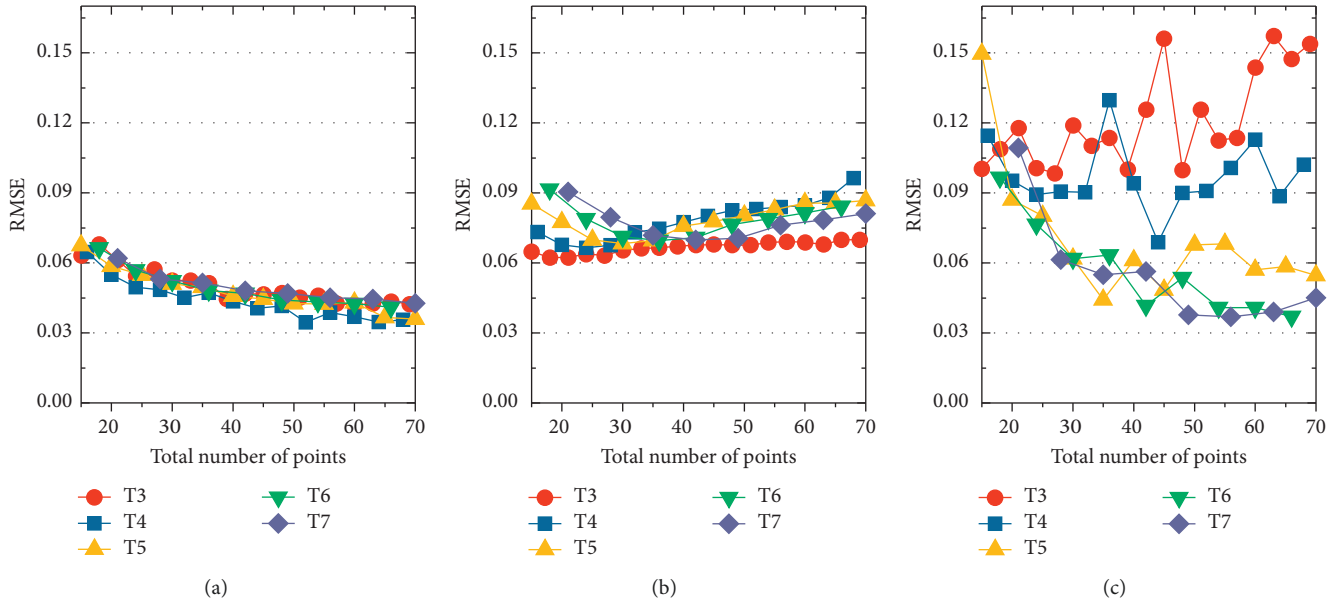 RMSE
0.15
0.12
0.09
0.06
0.03
0.00
20 30 40 50 60 70
Total number of points
T3
T4
T5
T6
T7
(a)
RMSE
0.15
0.12
0.09
0.06
0.03
0.00
20 30 40 50 60 70
Total number of points
T3
T4
T5
T6
T7
(b)
RMSE
0.15
0.12
0.09
0.06
0.03
0.00
20 30 40 50 60 70
Total number of points
T3
T4
T5
T6
T7
(c)